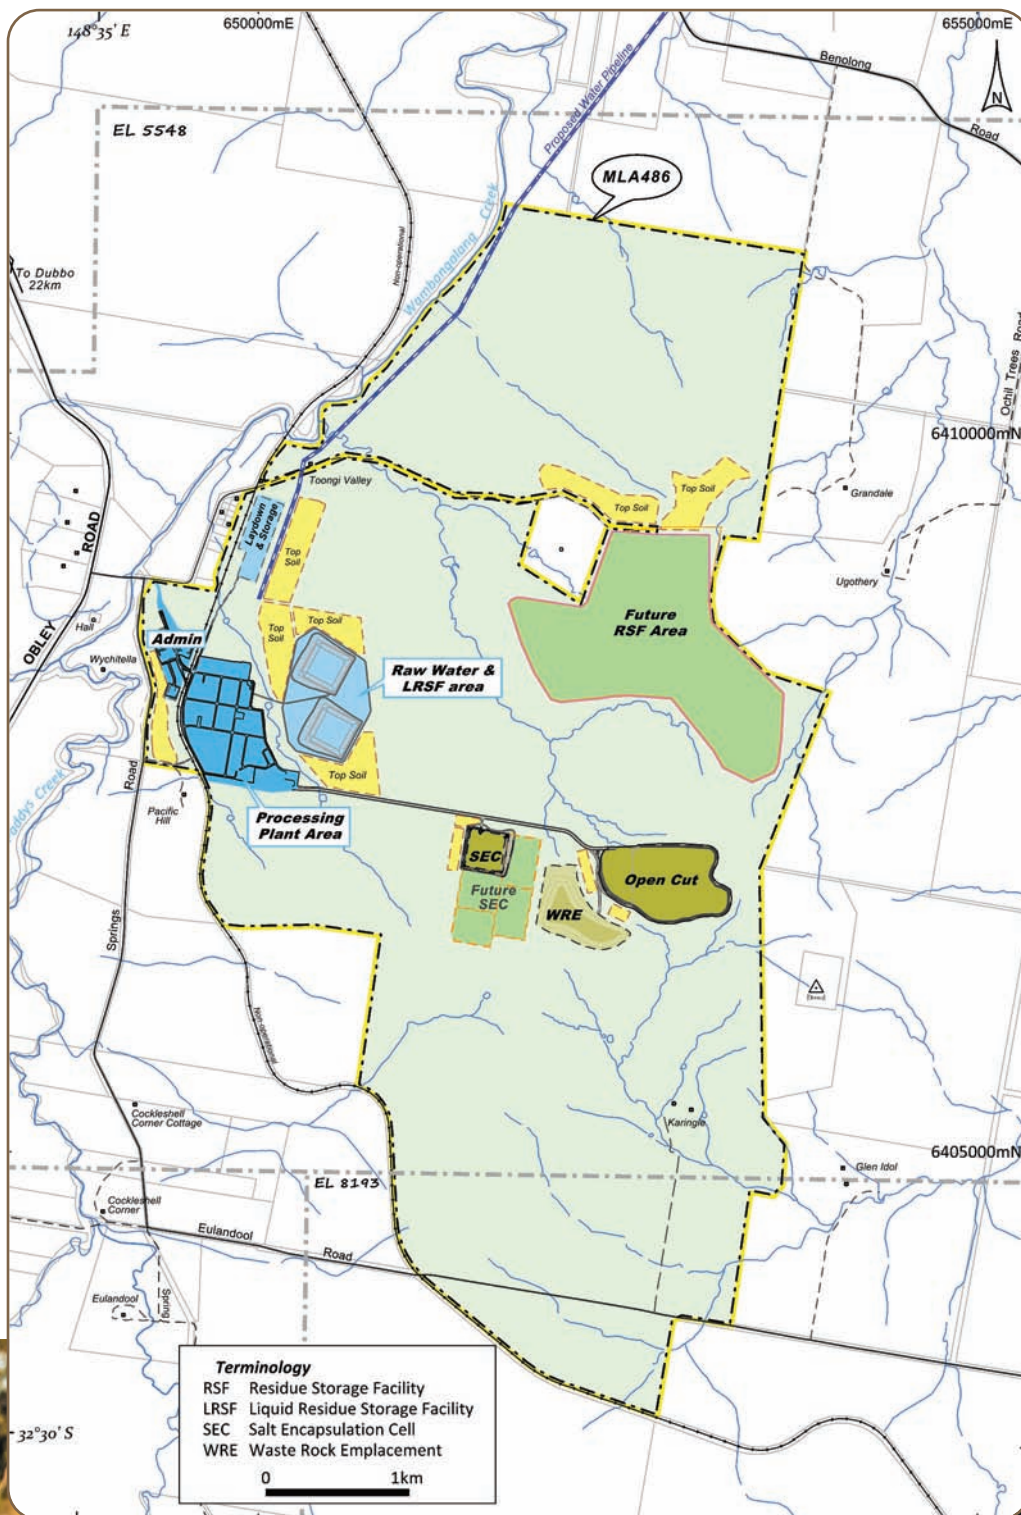 148°35' E
650000mE
655000mE
Benolong
Road
N
EL 5548
Proposed Water Pipeline
MLA486
Wambangalang Creek
Non-operational
To Dubbo
22km
Ochil Trees Road
6410000mN
Toongi Valley
Top Soil
Top Soil
Grandale
Laydown
& Storage
Top
Soil
Ugothery
ROAD
OBLEY
Hall
Admin
Top
Soil
Top Soil
Future
RSF Area
Wychitella
Raw Water &
LRSF area
Top Soil
Road
addys Creek
Pacific
Hill
Processing
Plant Area
SEC
Future
SEC
WRE
Open Cut
Springs
Non-operational
Cockleshell
Corner Cottage
Karingle
6405000mN
Glen Idol
EL 8193
Cockleshell
Corner
Eulandool
Road
Eulandool
Spring
Terminology
RSF Residue Storage Facility
LRSF Liquid Residue Storage Facility
SEC Salt Encapsulation Cell
WRE Waste Rock Emplacement
0 1km
32°30' S